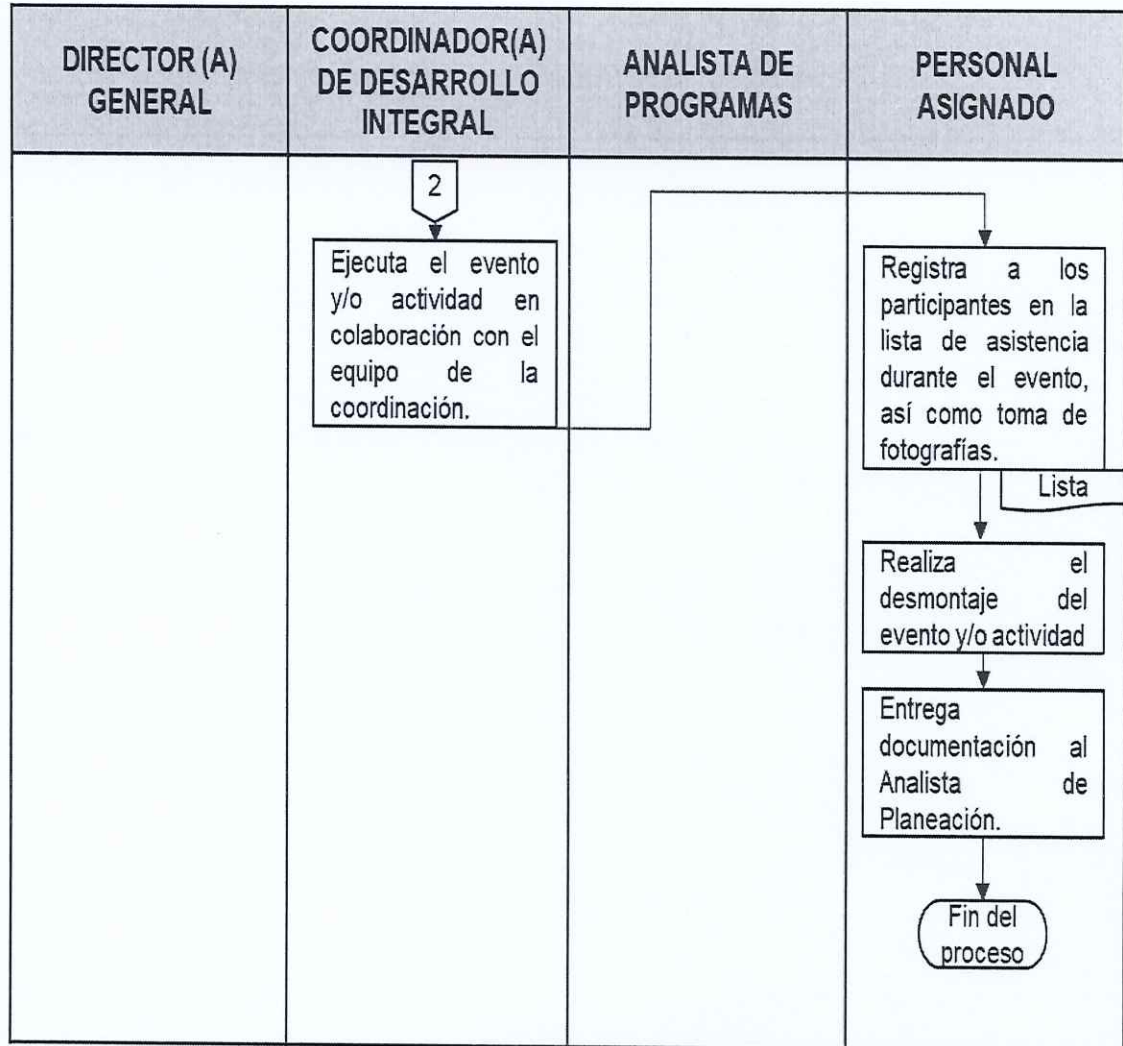 DIRECTOR (A)
GENERAL
COORDINADOR(A)
DE DESARROLLO
INTEGRAL
ANALISTA DE
PROGRAMAS
PERSONAL
ASIGNADO
2
Ejecuta el evento
y/o actividad en
colaboración con el
equipo de la
coordinación.
Registra a los
participantes en la
lista de asistencia
durante el evento,
así como toma de
fotografías.
Lista
Realiza el
desmontaje del
evento y/o actividad
Entrega
documentación al
Analista de
Planeación.
Fin del
proceso